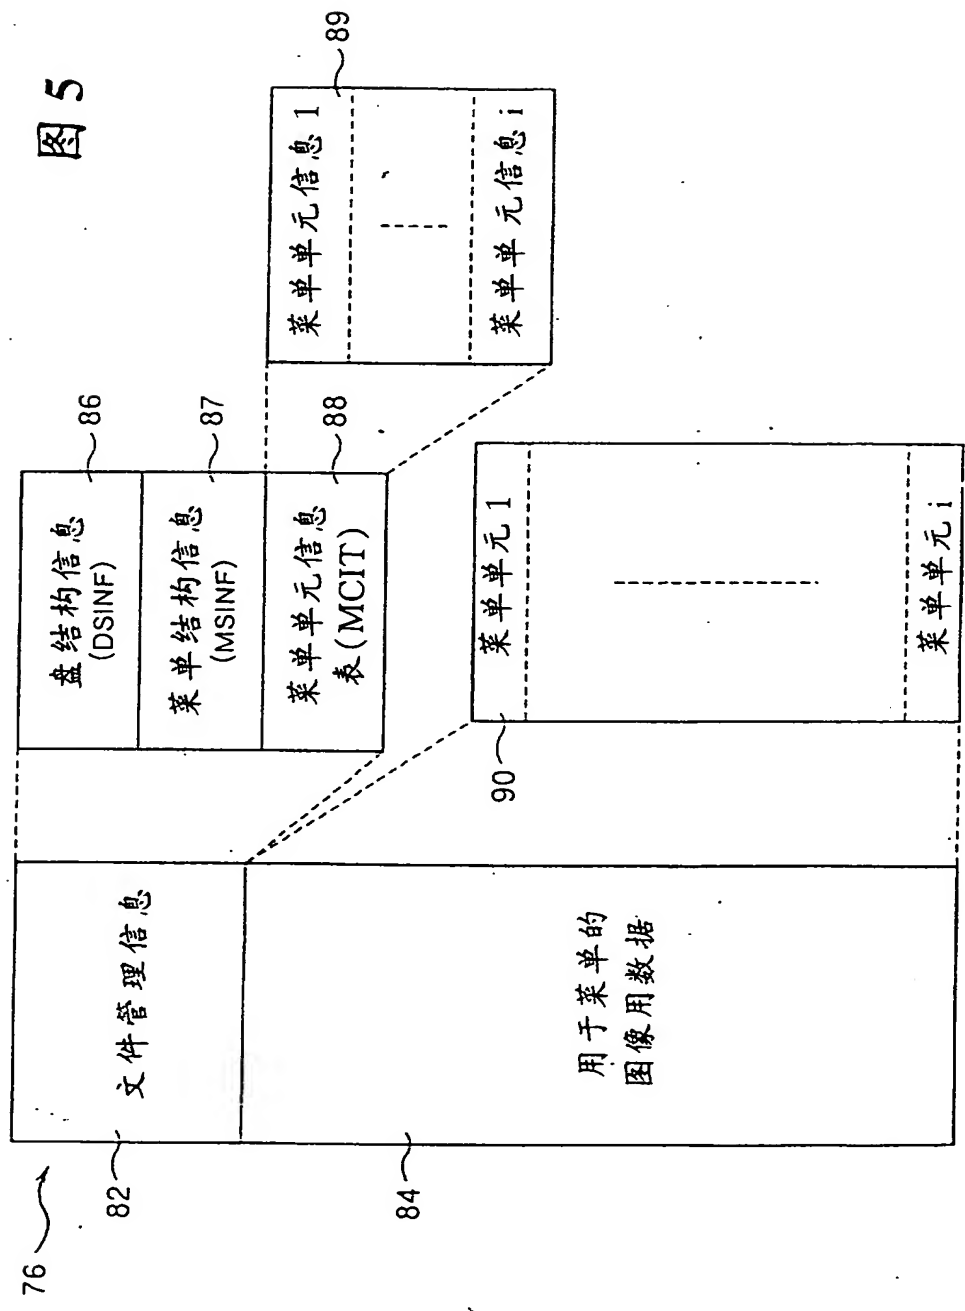 图 5
76
82
文件管理信息
84
用于菜单的
图像用数据
86
盘结构信息
(DSINF)
87
菜单结构信息
(MSINF)
88
菜单单元信息
表(MCIT)
89
菜单单元信息 1
菜单单元信息 i
90
菜单单元 1
菜单单元 i